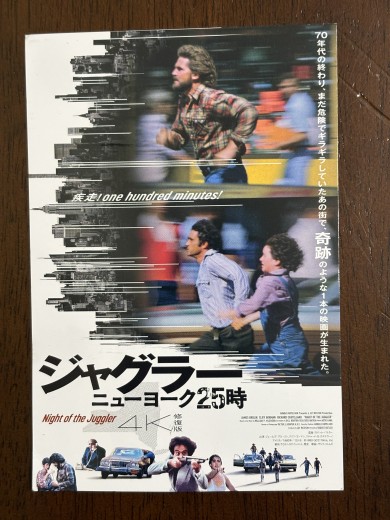 70年代の終わり、まだ危険でギラギラしていたあの街で、奇跡のような1本の映画が生まれた。
疾走! one hundred minutes!
ジャグラー
ニューヨーク25時
Night of the Juggler
4K修復版